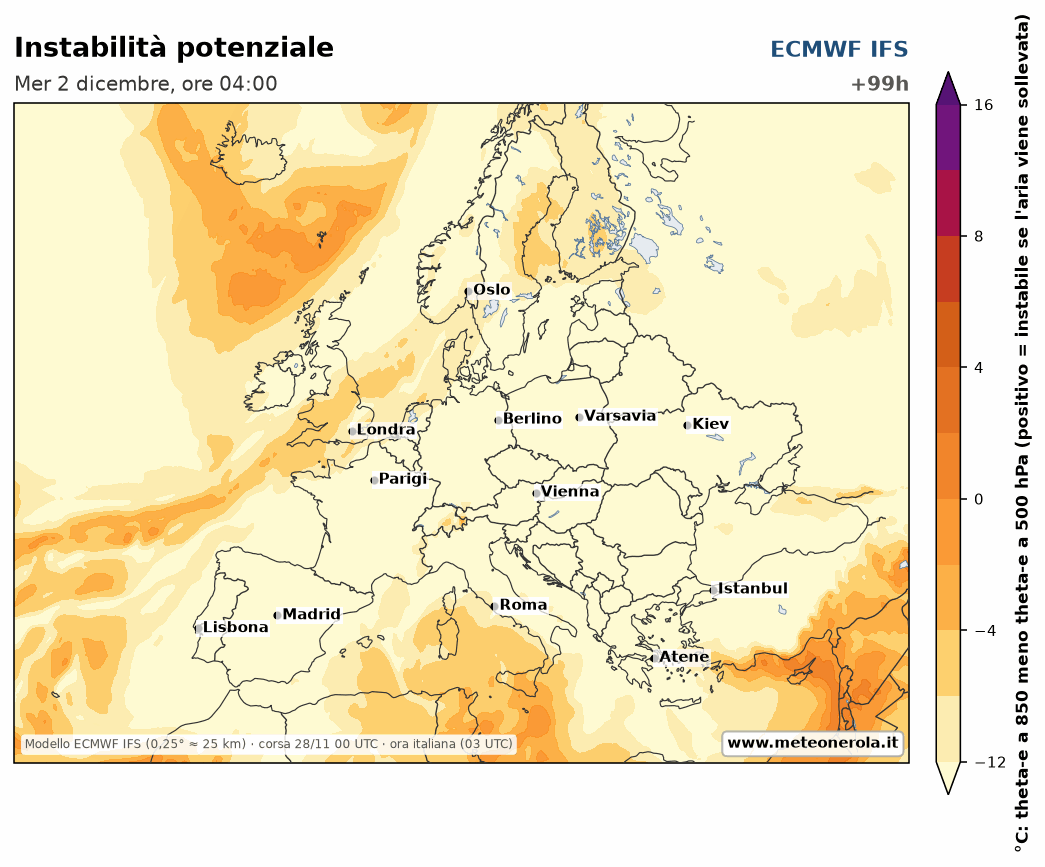 Instabilità potenziale
ECMWF IFS
Mer 2 dicembre, ore 04:00
+99h
Oslo
Berlino
Varsavia
Kiev
Londra
Parigi
Vienna
Istanbul
Roma
Madrid
Lisbona
Atene
Modello ECMWF IFS (0,25° ≈ 25 km) · corsa 28/11 00 UTC · ora italiana (03 UTC)
www.meteonerola.it
16
8
4
0
−4
−12
°C: theta-e a 850 meno theta-e a 500 hPa (positivo = instabile se l'aria viene sollevata)